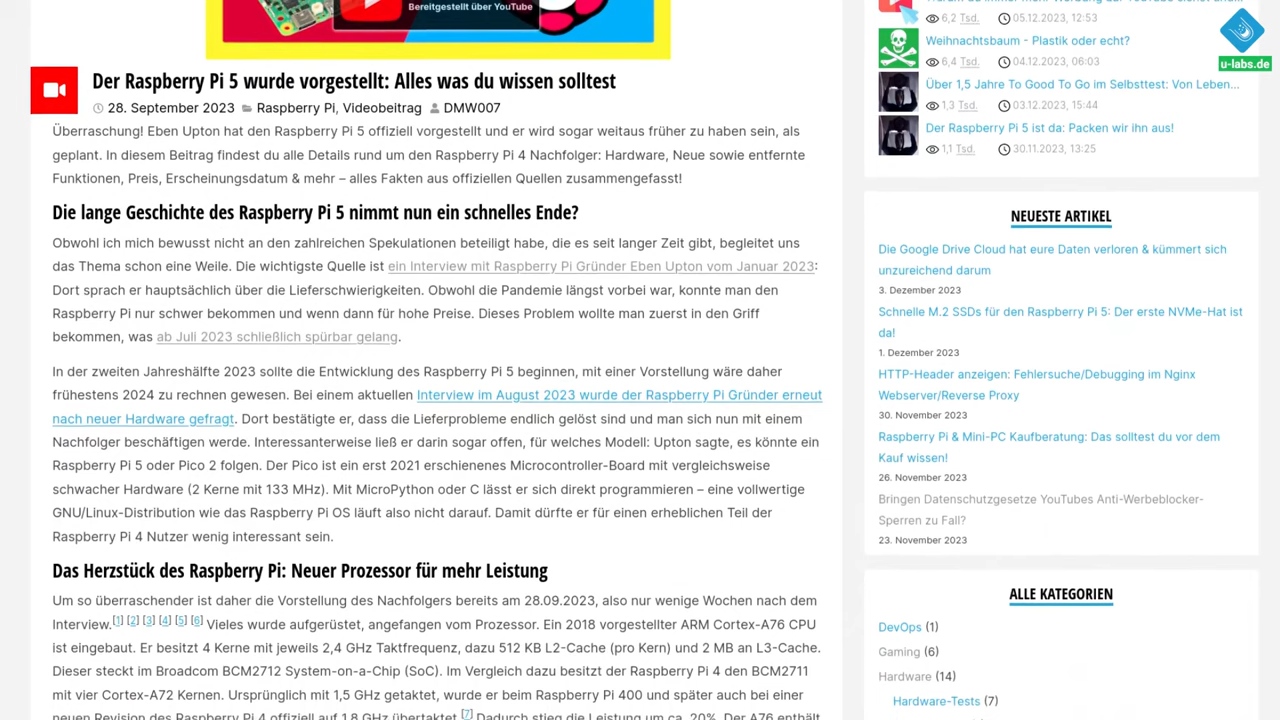 Bereitgestellt über YouTube
Der Raspberry Pi 5 wurde vorgestellt: Alles was du wissen solltest
28. September 2023 Raspberry Pi, Videobeitrag DMW007
Überraschung! Eben Upton hat den Raspberry Pi 5 offiziell vorgestellt und er wird sogar weitaus früher zu haben sein, als
geplant. In diesem Beitrag findest du alle Details rund um den Raspberry Pi 4 Nachfolger: Hardware, Neue sowie entfernte
Funktionen, Preis, Erscheinungsdatum & mehr – alles Fakten aus offiziellen Quellen zusammengefasst!
Die lange Geschichte des Raspberry Pi 5 nimmt nun ein schnelles Ende?
Obwohl ich mich bewusst nicht an den zahlreichen Spekulationen beteiligt habe, die es seit langer Zeit gibt, begleitet uns
das Thema schon eine Weile. Die wichtigste Quelle ist ein Interview mit Raspberry Pi Gründer Eben Upton vom Januar 2023:
Dort sprach er hauptsächlich über die Lieferschwierigkeiten. Obwohl die Pandemie längst vorbei war, konnte man den
Raspberry Pi nur schwer bekommen und wenn dann für hohe Preise. Dieses Problem wollte man zuerst in den Griff
bekommen, was ab Juli 2023 schließlich spürbar gelang.
In der zweiten Jahreshälfte 2023 sollte die Entwicklung des Raspberry Pi 5 beginnen, mit einer Vorstellung wäre daher
frühestens 2024 zu rechnen gewesen. Bei einem aktuellen Interview im August 2023 wurde der Raspberry Pi Gründer erneut
nach neuer Hardware gefragt. Dort bestätigte er, dass die Lieferprobleme endlich gelöst sind und man sich nun mit einem
Nachfolger beschäftigen werde. Interessanterweise ließ er darin sogar offen, für welches Modell: Upton sagte, es könnte ein
Raspberry Pi 5 oder Pico 2 folgen. Der Pico ist ein erst 2021 erschienenes Microcontroller-Board mit vergleichsweise
schwacher Hardware (2 Kerne mit 133 MHz). Mit MicroPython oder C lässt er sich direkt programmieren – eine vollwertige
GNU/Linux-Distribution wie das Raspberry Pi OS läuft also nicht darauf. Damit dürfte er für einen erheblichen Teil der
Raspberry Pi 4 Nutzer wenig interessant sein.
Das Herzstück des Raspberry Pi: Neuer Prozessor für mehr Leistung
Um so überraschender ist daher die Vorstellung des Nachfolgers bereits am 28.09.2023, also nur wenige Wochen nach dem
Interview.[1] [2] [3] [4] [5] [6] Vieles wurde aufgerüstet, angefangen vom Prozessor. Ein 2018 vorgestellter ARM Cortex-A76 CPU
ist eingebaut. Er besitzt 4 Kerne mit jeweils 2,4 GHz Taktfrequenz, dazu 512 KB L2-Cache (pro Kern) und 2 MB an L3-Cache.
Dieser steckt im Broadcom BCM2712 System-on-a-Chip (SoC). Im Vergleich dazu besitzt der Raspberry Pi 4 den BCM2711
mit vier Cortex-A72 Kernen. Ursprünglich mit 1,5 GHz getaktet, wurde er beim Raspberry Pi 400 und später auch bei einer
neuen Revision des Raspberry Pi 4 offiziell auf 1,8 GHz übertaktet.[7] Dadurch stieg die Leistung um ca. 20%. Der A76 enthält
6,2 Tsd. 05.12.2023, 12:53
Weihnachtsbaum - Plastik oder echt?
6,4 Tsd. 04.12.2023, 06:03
Über 1,5 Jahre To Good To Go im Selbsttest: Von Leben...
1,3 Tsd. 03.12.2023, 15:44
Der Raspberry Pi 5 ist da: Packen wir ihn aus!
1,1 Tsd. 30.11.2023, 13:25
u-labs.de
NEUESTE ARTIKEL
Die Google Drive Cloud hat eure Daten verloren & kümmert sich
unzureichend darum
3. Dezember 2023
Schnelle M.2 SSDs für den Raspberry Pi 5: Der erste NVMe-Hat ist
da!
1. Dezember 2023
HTTP-Header anzeigen: Fehlersuche/Debugging im Nginx
Webserver/Reverse Proxy
30. November 2023
Raspberry Pi & Mini-PC Kaufberatung: Das solltest du vor dem
Kauf wissen!
26. November 2023
Bringen Datenschutzgesetze YouTubes Anti-Werbeblocker-
Sperren zu Fall?
23. November 2023
ALLE KATEGORIEN
DevOps (1)
Gaming (6)
Hardware (14)
Hardware-Tests (7)